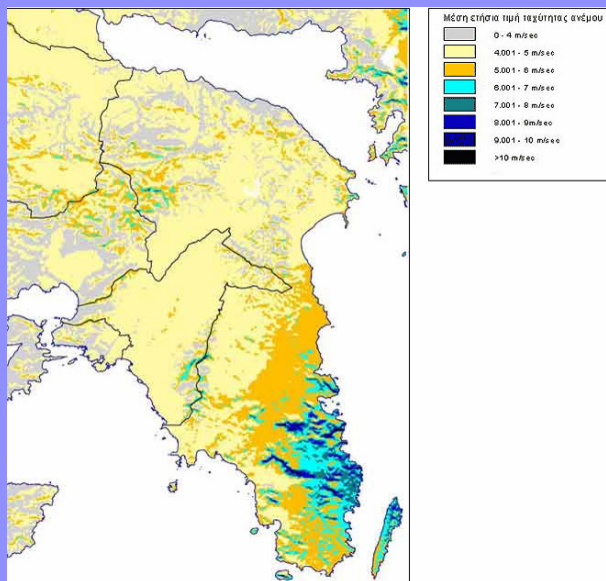 Μέση ετήσια τιμή ταχύτητας ανέμου
0 - 4 m/sec
4.001 - 5 m/sec
5.001 - 6 m/sec
6.001 - 7 m/sec
7.001 - 8 m/sec
8.001 - 9m/sec
9.001 - 10 m/sec
>10 m/sec